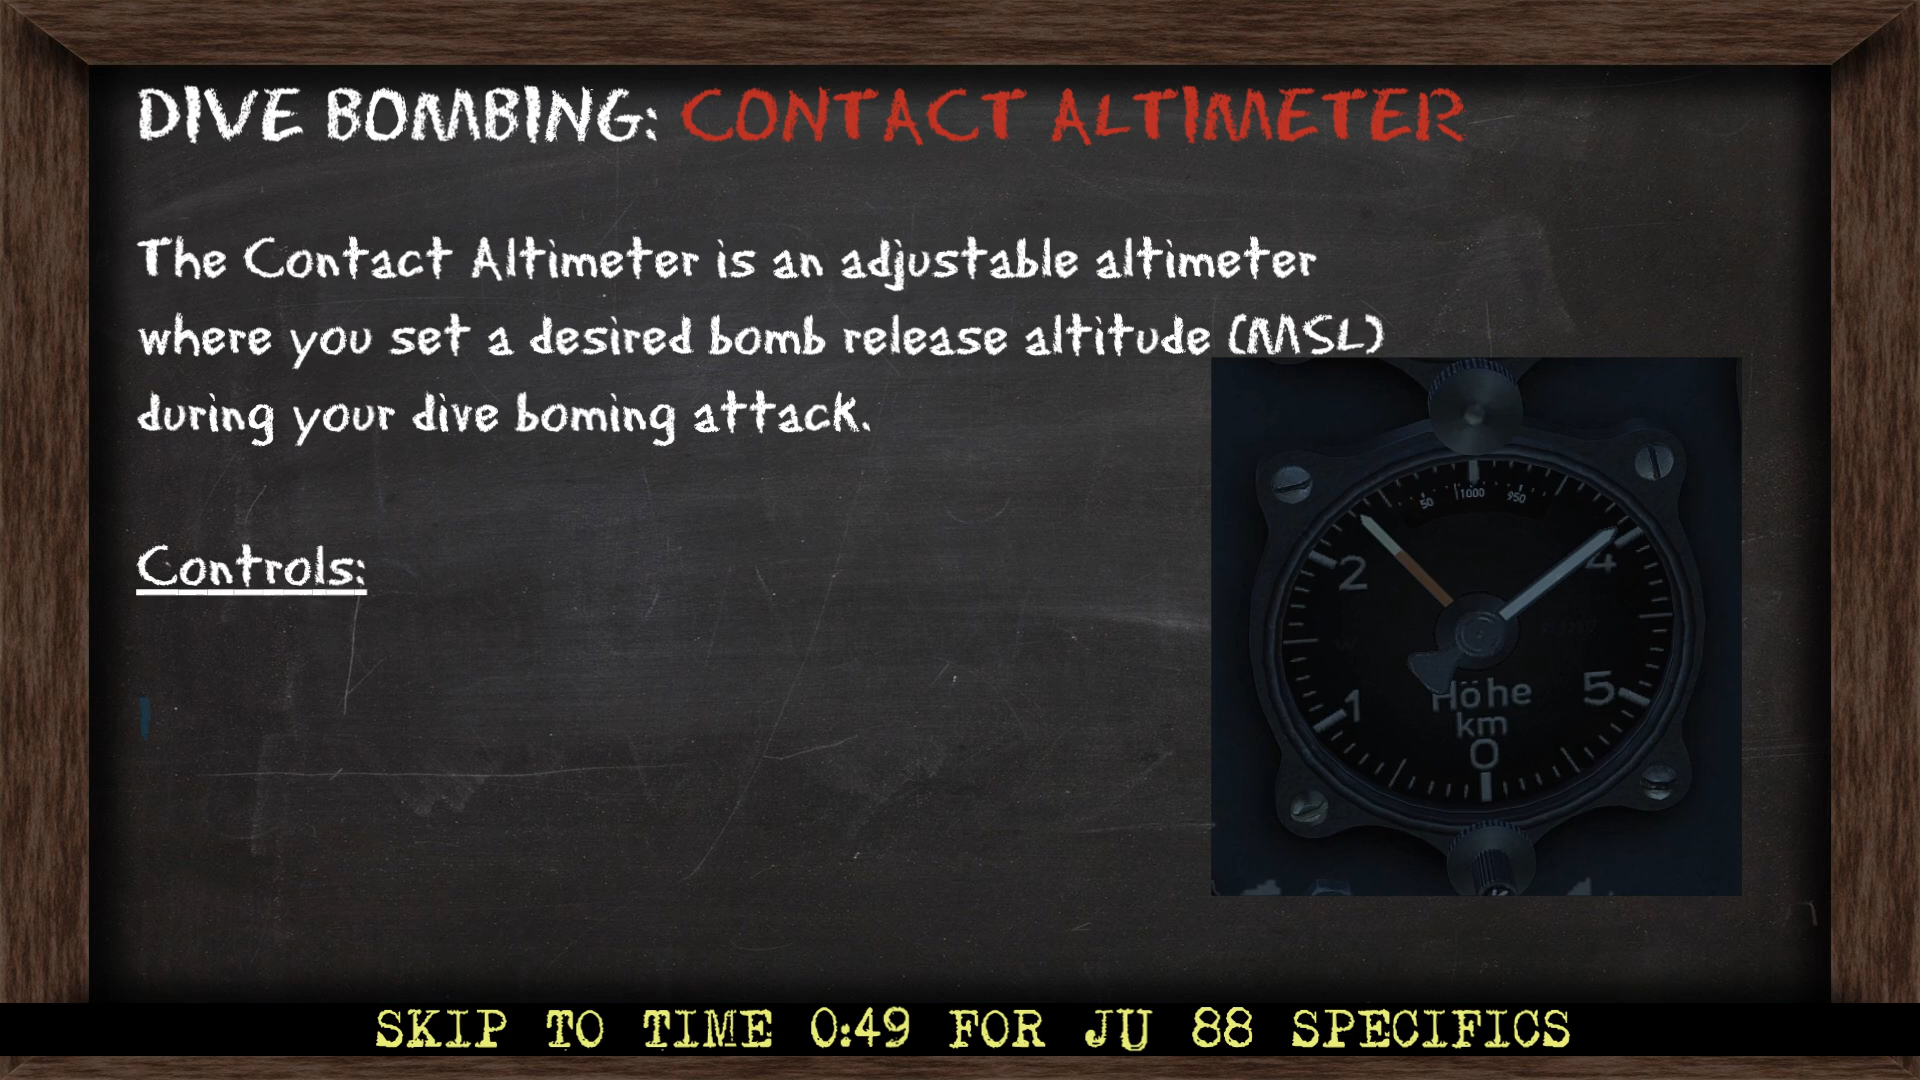 DIVE BOMBING: CONTACT ALTIMETER
The Contact Altimeter is an adjustable altimeter
where you set a desired bomb release altitude (MSL)
during your dive boming attack.
Controls:
50 1000 950
2 4
1 5
Höhe
km
0
SKIP TO TIME 0:49 FOR JU 88 SPECIFICS